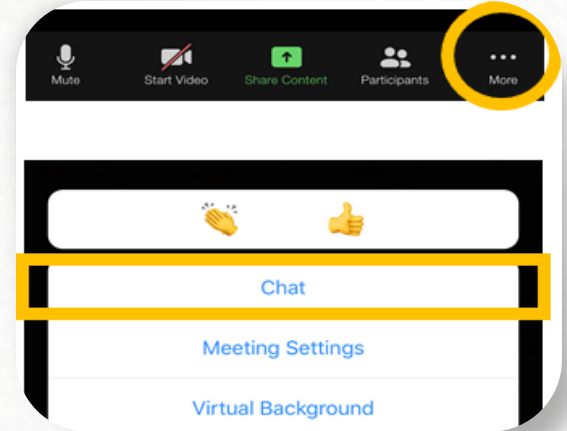 Mute Start Video Share Content Participants More
Chat
Meeting Settings
Virtual Background